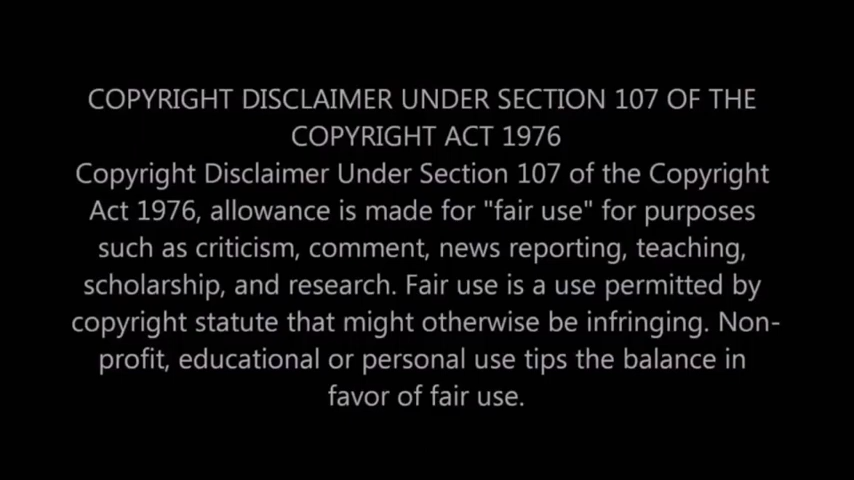 COPYRIGHT DISCLAIMER UNDER SECTION 107 OF THE
COPYRIGHT ACT 1976
Copyright Disclaimer Under Section 107 of the Copyright
Act 1976, allowance is made for "fair use" for purposes
such as criticism, comment, news reporting, teaching,
scholarship, and research. Fair use is a use permitted by
copyright statute that might otherwise be infringing. Non-
profit, educational or personal use tips the balance in
favor of fair use.